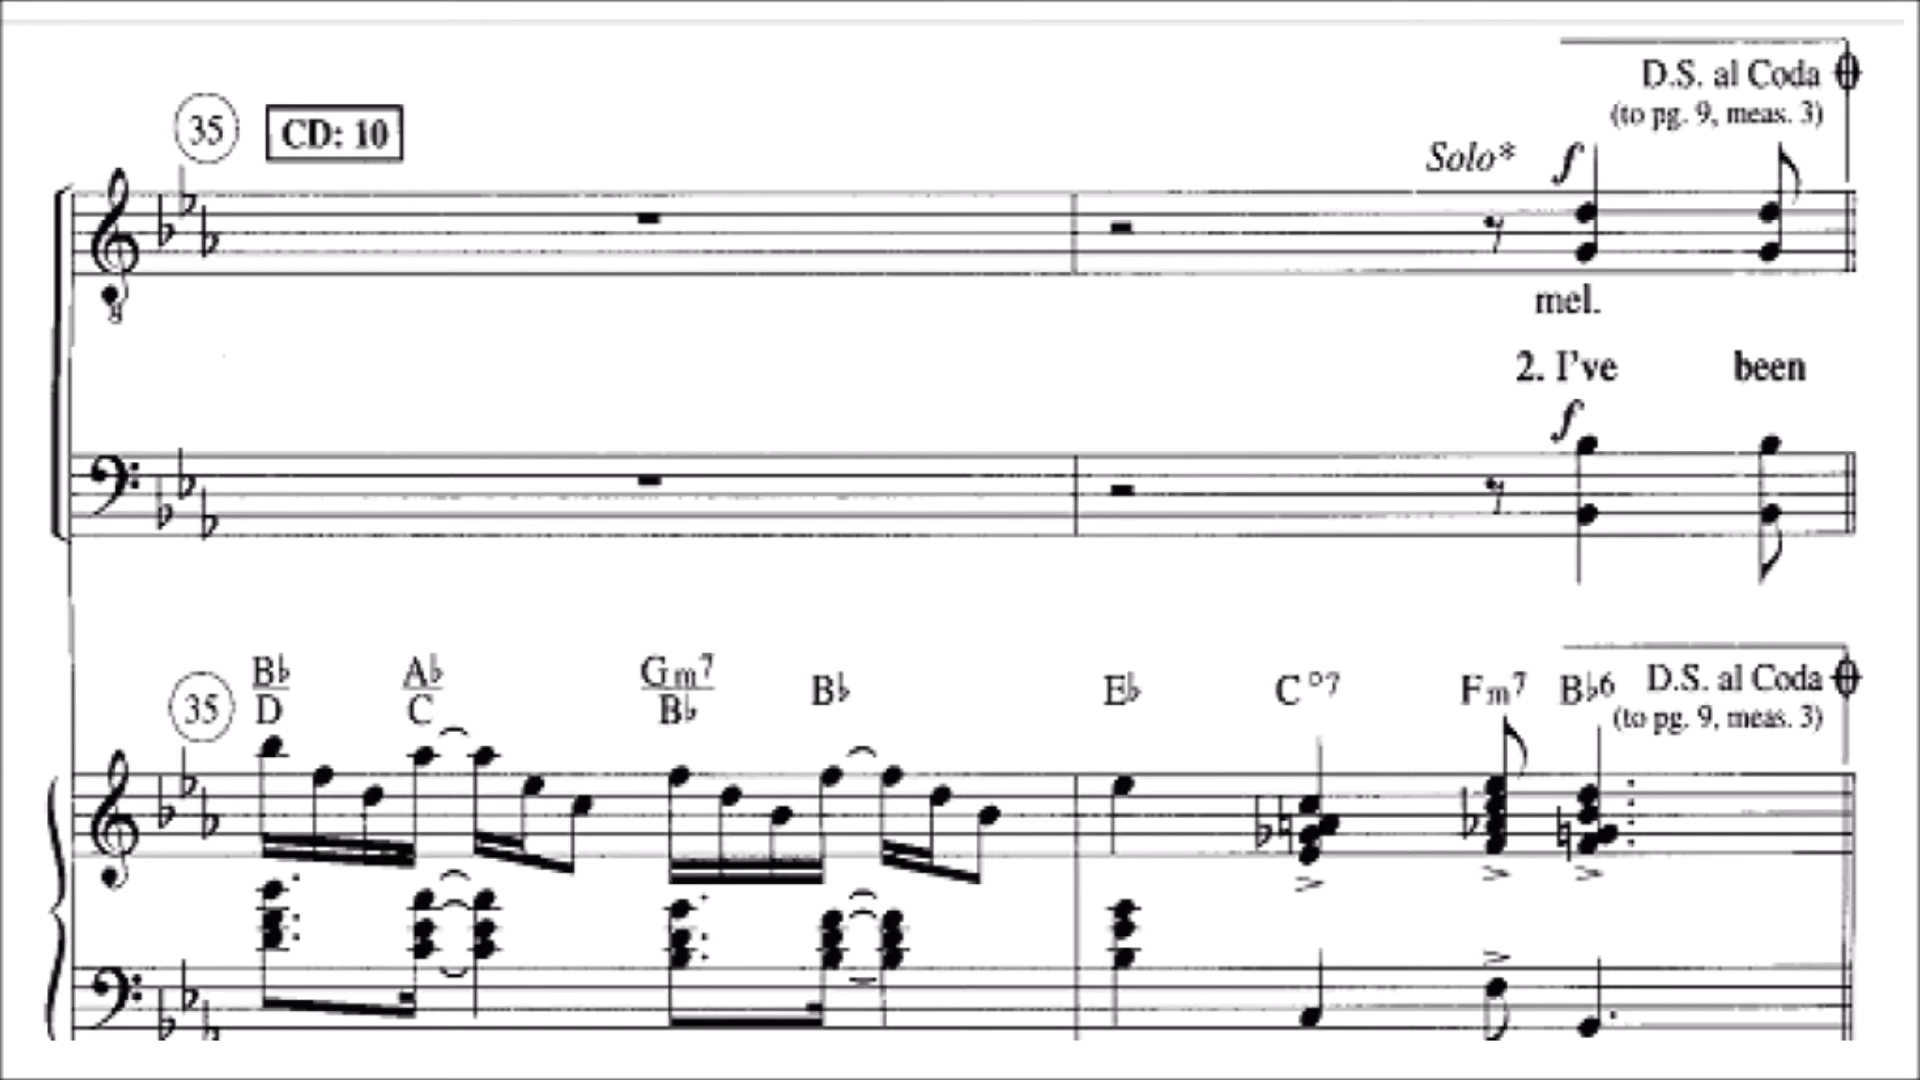 D.S. al Coda
(to pg. 9, meas. 3)
35 CD: 10
Solo* f
8
mel.
2. I've been
f
35 B♭/D A♭/C Gm7/B♭ B♭ E♭ C°7 Fm7 B♭6 D.S. al Coda
(to pg. 9, meas. 3)